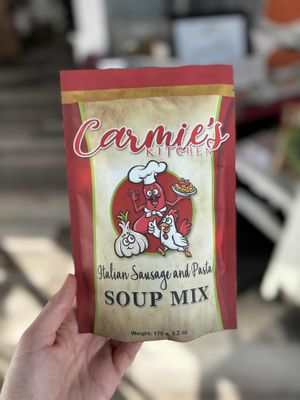 Carmie's
KITCHEN
Italian Sausage and Pasta
SOUP MIX
Weight: 175 g, 6.2 oz